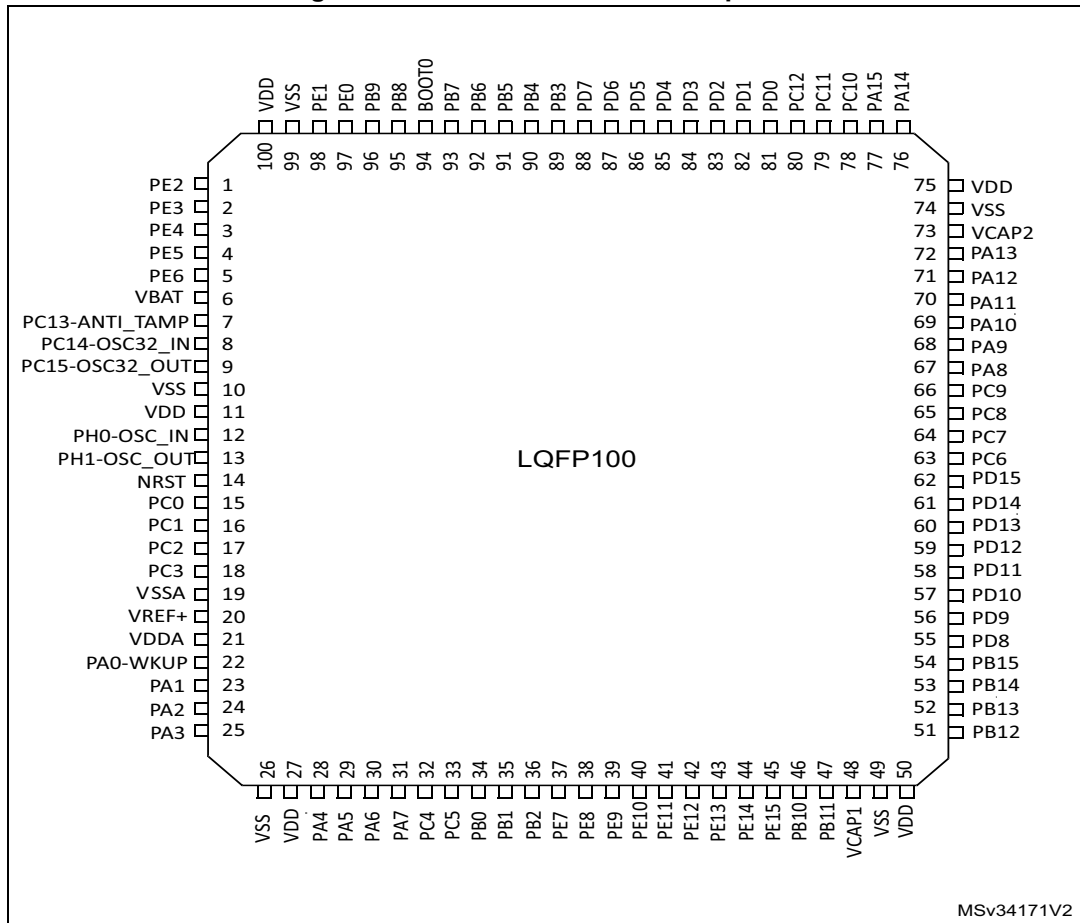 VDD
VSS
PE1
PE0
PB9
PB8
BOOT0
PB7
PB6
PB5
PB4
PB3
PD7
PD6
PD5
PD4
PD3
PD2
PD1
PD0
PC12
PC11
PC10
PA15
PA14
100
99
98
97
96
95
94
93
92
91
90
89
88
87
86
85
84
83
82
81
80
79
78
77
76
PE2 1
PE3 2
PE4 3
PE5 4
PE6 5
VBAT 6
PC13-ANTI_TAMP 7
PC14-OSC32_IN 8
PC15-OSC32_OUT 9
VSS 10
VDD 11
PH0-OSC_IN 12
PH1-OSC_OUT 13
NRST 14
PC0 15
PC1 16
PC2 17
PC3 18
VSSA 19
VREF+ 20
VDDA 21
PA0-WKUP 22
PA1 23
PA2 24
PA3 25
LQFP100
75 VDD
74 VSS
73 VCAP2
72 PA13
71 PA12
70 PA11
69 PA10
68 PA9
67 PA8
66 PC9
65 PC8
64 PC7
63 PC6
62 PD15
61 PD14
60 PD13
59 PD12
58 PD11
57 PD10
56 PD9
55 PD8
54 PB15
53 PB14
52 PB13
51 PB12
26
27
28
29
30
31
32
33
34
35
36
37
38
39
40
41
42
43
44
45
46
47
48
49
50
VSS
VDD
PA4
PA5
PA6
PA7
PC4
PC5
PB0
PB1
PB2
PE7
PE8
PE9
PE10
PE11
PE12
PE13
PE14
PE15
PB10
PB11
VCAP1
VSS
VDD
MSv34171V2